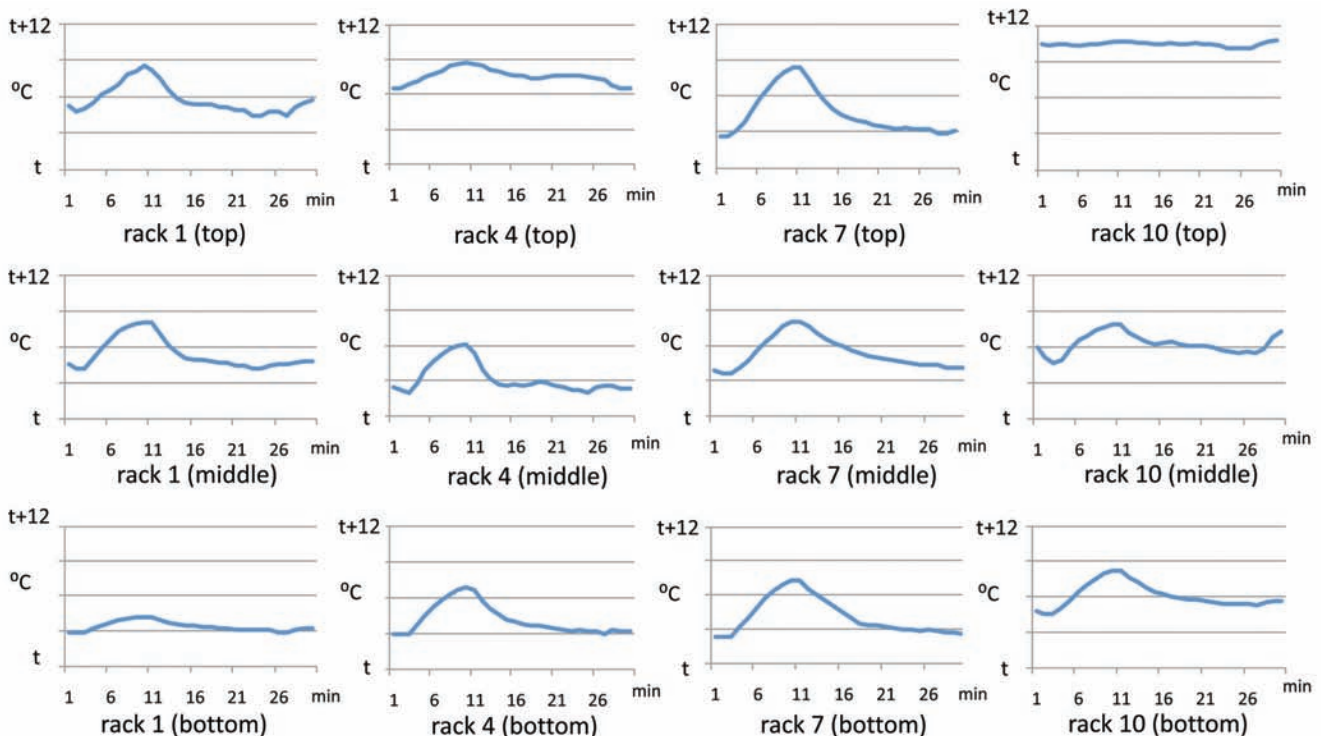 t+12 t+12 t+12 t+12
ºC ºC ºC ºC
t t t t
1 6 11 16 21 26 min 1 6 11 16 21 26 min 1 6 11 16 21 26 min 1 6 11 16 21 26 min
rack 1 (top) rack 4 (top) rack 7 (top) rack 10 (top)
t+12 t+12 t+12 t+12
ºC ºC ºC ºC
t t t t
1 6 11 16 21 26 min 1 6 11 16 21 26 min 1 6 11 16 21 26 min 1 6 11 16 21 26 min
rack 1 (middle) rack 4 (middle) rack 7 (middle) rack 10 (middle)
t+12 t+12 t+12 t+12
ºC ºC ºC ºC
t t t t
1 6 11 16 21 26 min 1 6 11 16 21 26 min 1 6 11 16 21 26 min 1 6 11 16 21 26 min
rack 1 (bottom) rack 4 (bottom) rack 7 (bottom) rack 10 (bottom)